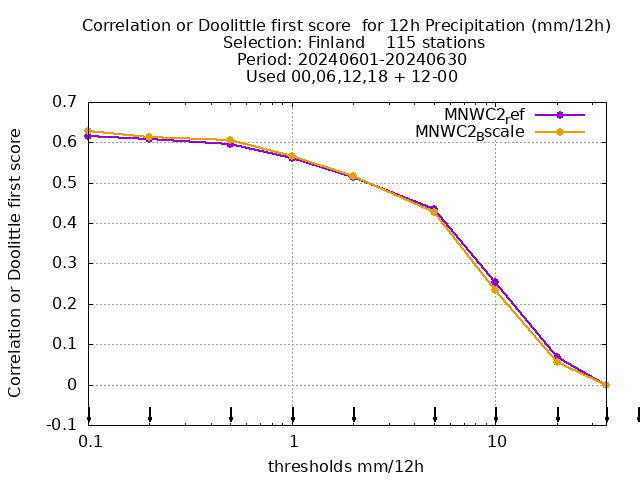 Correlation or Doolittle first score  for 12h Precipitation (mm/12h)
Selection: Finland    115 stations
Period: 20240601-20240630
Used 00,06,12,18 + 12-00
MNWC2ref
MNWC2Bscale
0.7
0.6
0.5
0.4
0.3
0.2
0.1
0
-0.1
0.1
1
10
Correlation or Doolittle first score
thresholds mm/12h